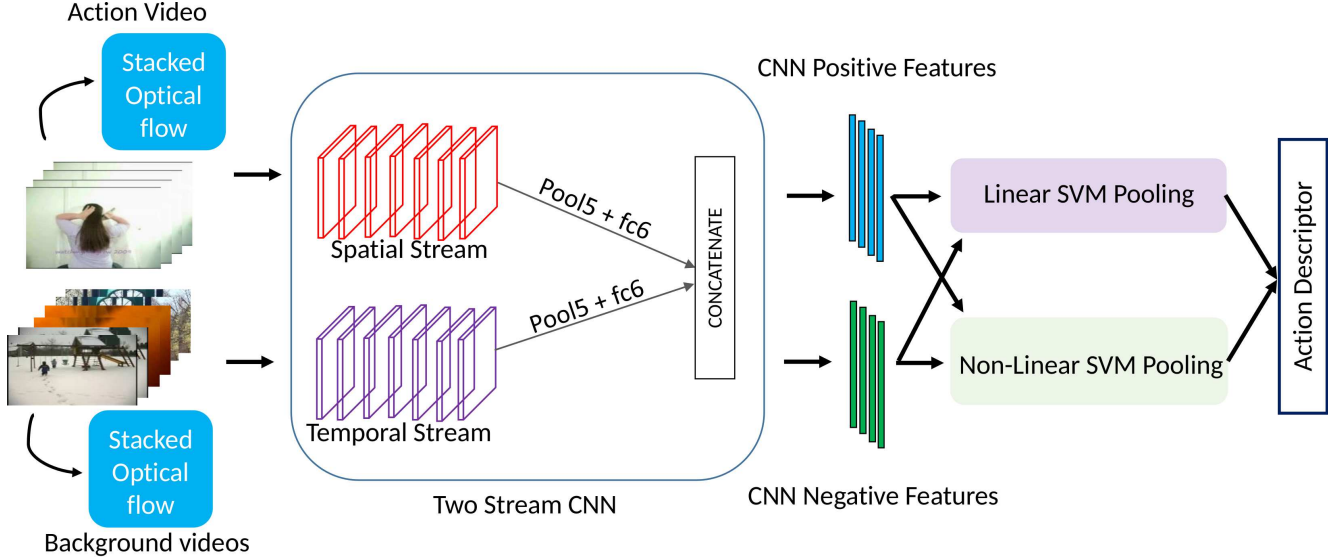 Action Video
Stacked
Optical
flow
CNN Positive Features
Pool5 + fc6
Spatial Stream
Linear SVM Pooling
CONCATENATE
Action Descriptor
Pool5 + fc6
Non-Linear SVM Pooling
Temporal Stream
Stacked
Optical
flow
Two Stream CNN
CNN Negative Features
Background videos